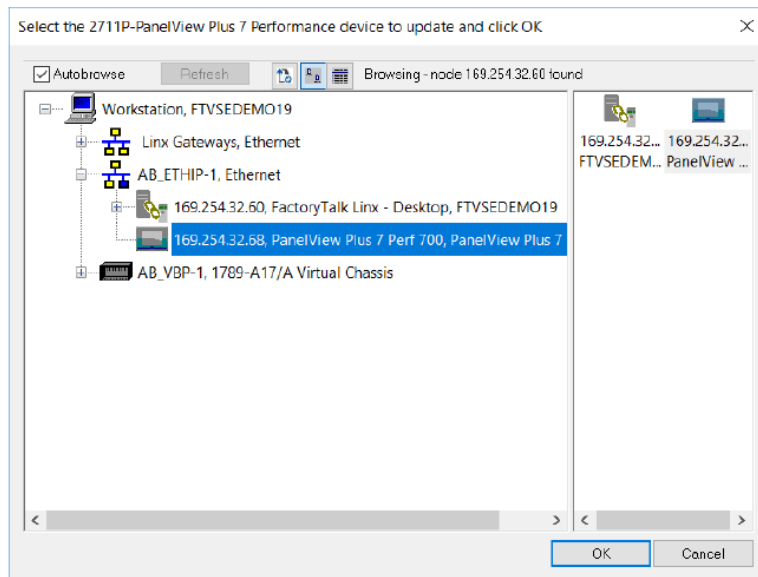 Select the 2711P-PanelView Plus 7 Performance device to update and click OK
Autobrowse Refresh Browsing - node 169.254.32.60 found
Workstation, FTVSEDEMO19
Linx Gateways, Ethernet
AB_ETHIP-1, Ethernet
169.254.32.60, FactoryTalk Linx - Desktop, FTVSEDEMO19
169.254.32.68, PanelView Plus 7 Perf 700, PanelView Plus 7
AB_VBP-1, 1789-A17/A Virtual Chassis
169.254.32... 169.254.32...
FTVSEDEM... PanelView ...
OK Cancel